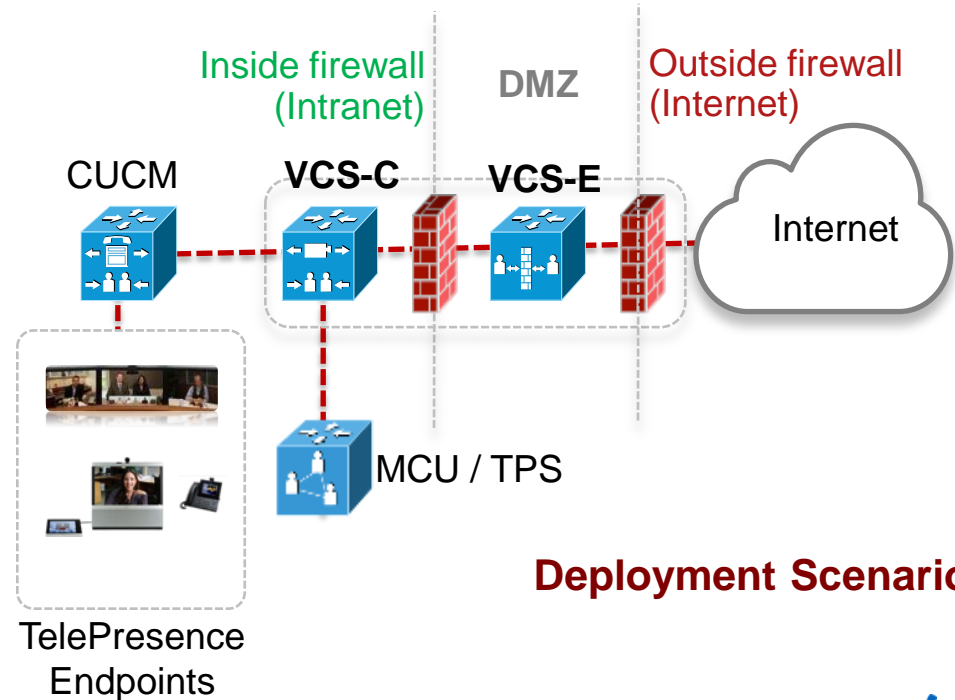 Inside firewall
(Intranet)
DMZ
Outside firewall
(Internet)
CUCM
VCS-C
VCS-E
Internet
MCU / TPS
Deployment Scenario
TelePresence
Endpoints